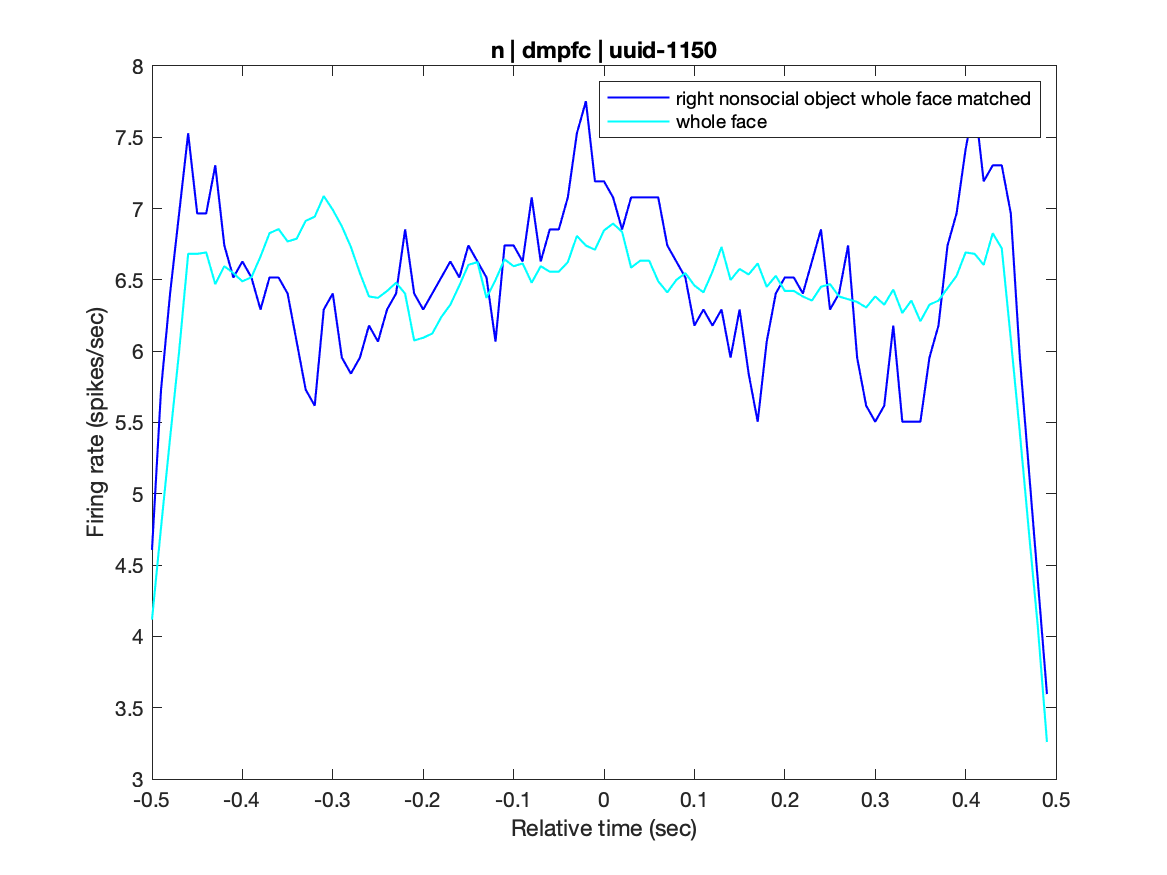 n | dmpfc | uuid-1150
right nonsocial object whole face matched
whole face
8
7.5
7
6.5
6
5.5
5
4.5
4
3.5
3
Firing rate (spikes/sec)
-0.5 -0.4 -0.3 -0.2 -0.1 0 0.1 0.2 0.3 0.4 0.5
Relative time (sec)